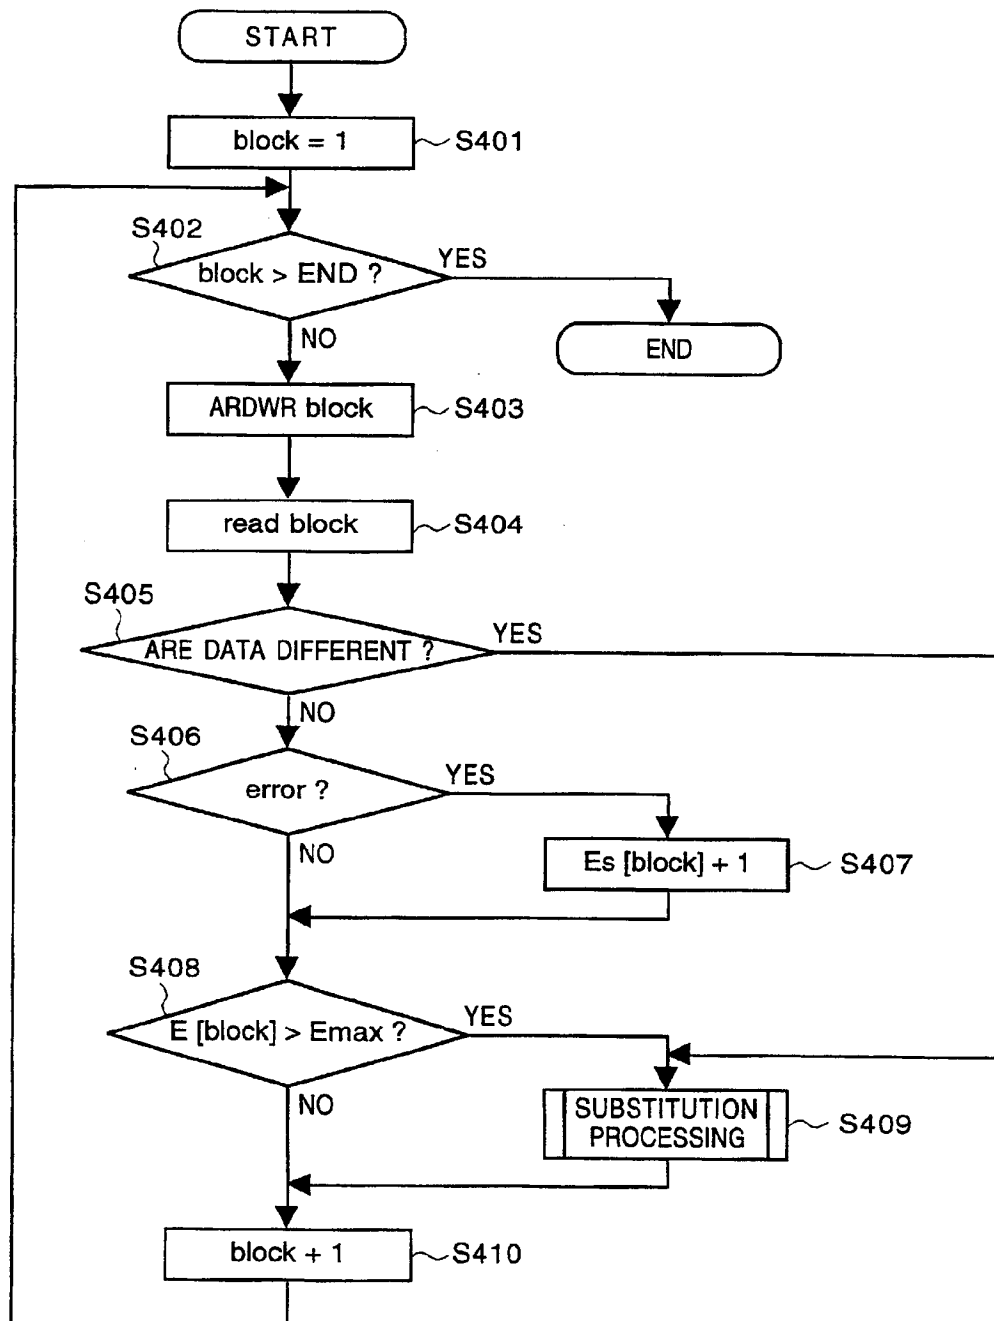 START
block = 1
S401
S402
block > END ?
YES
NO
END
ARDWR block
S403
read block
S404
S405
ARE DATA DIFFERENT ?
YES
NO
S406
error ?
YES
NO
Es [block] + 1
S407
S408
E [block] > Emax ?
YES
NO
SUBSTITUTION
PROCESSING
S409
block + 1
S410